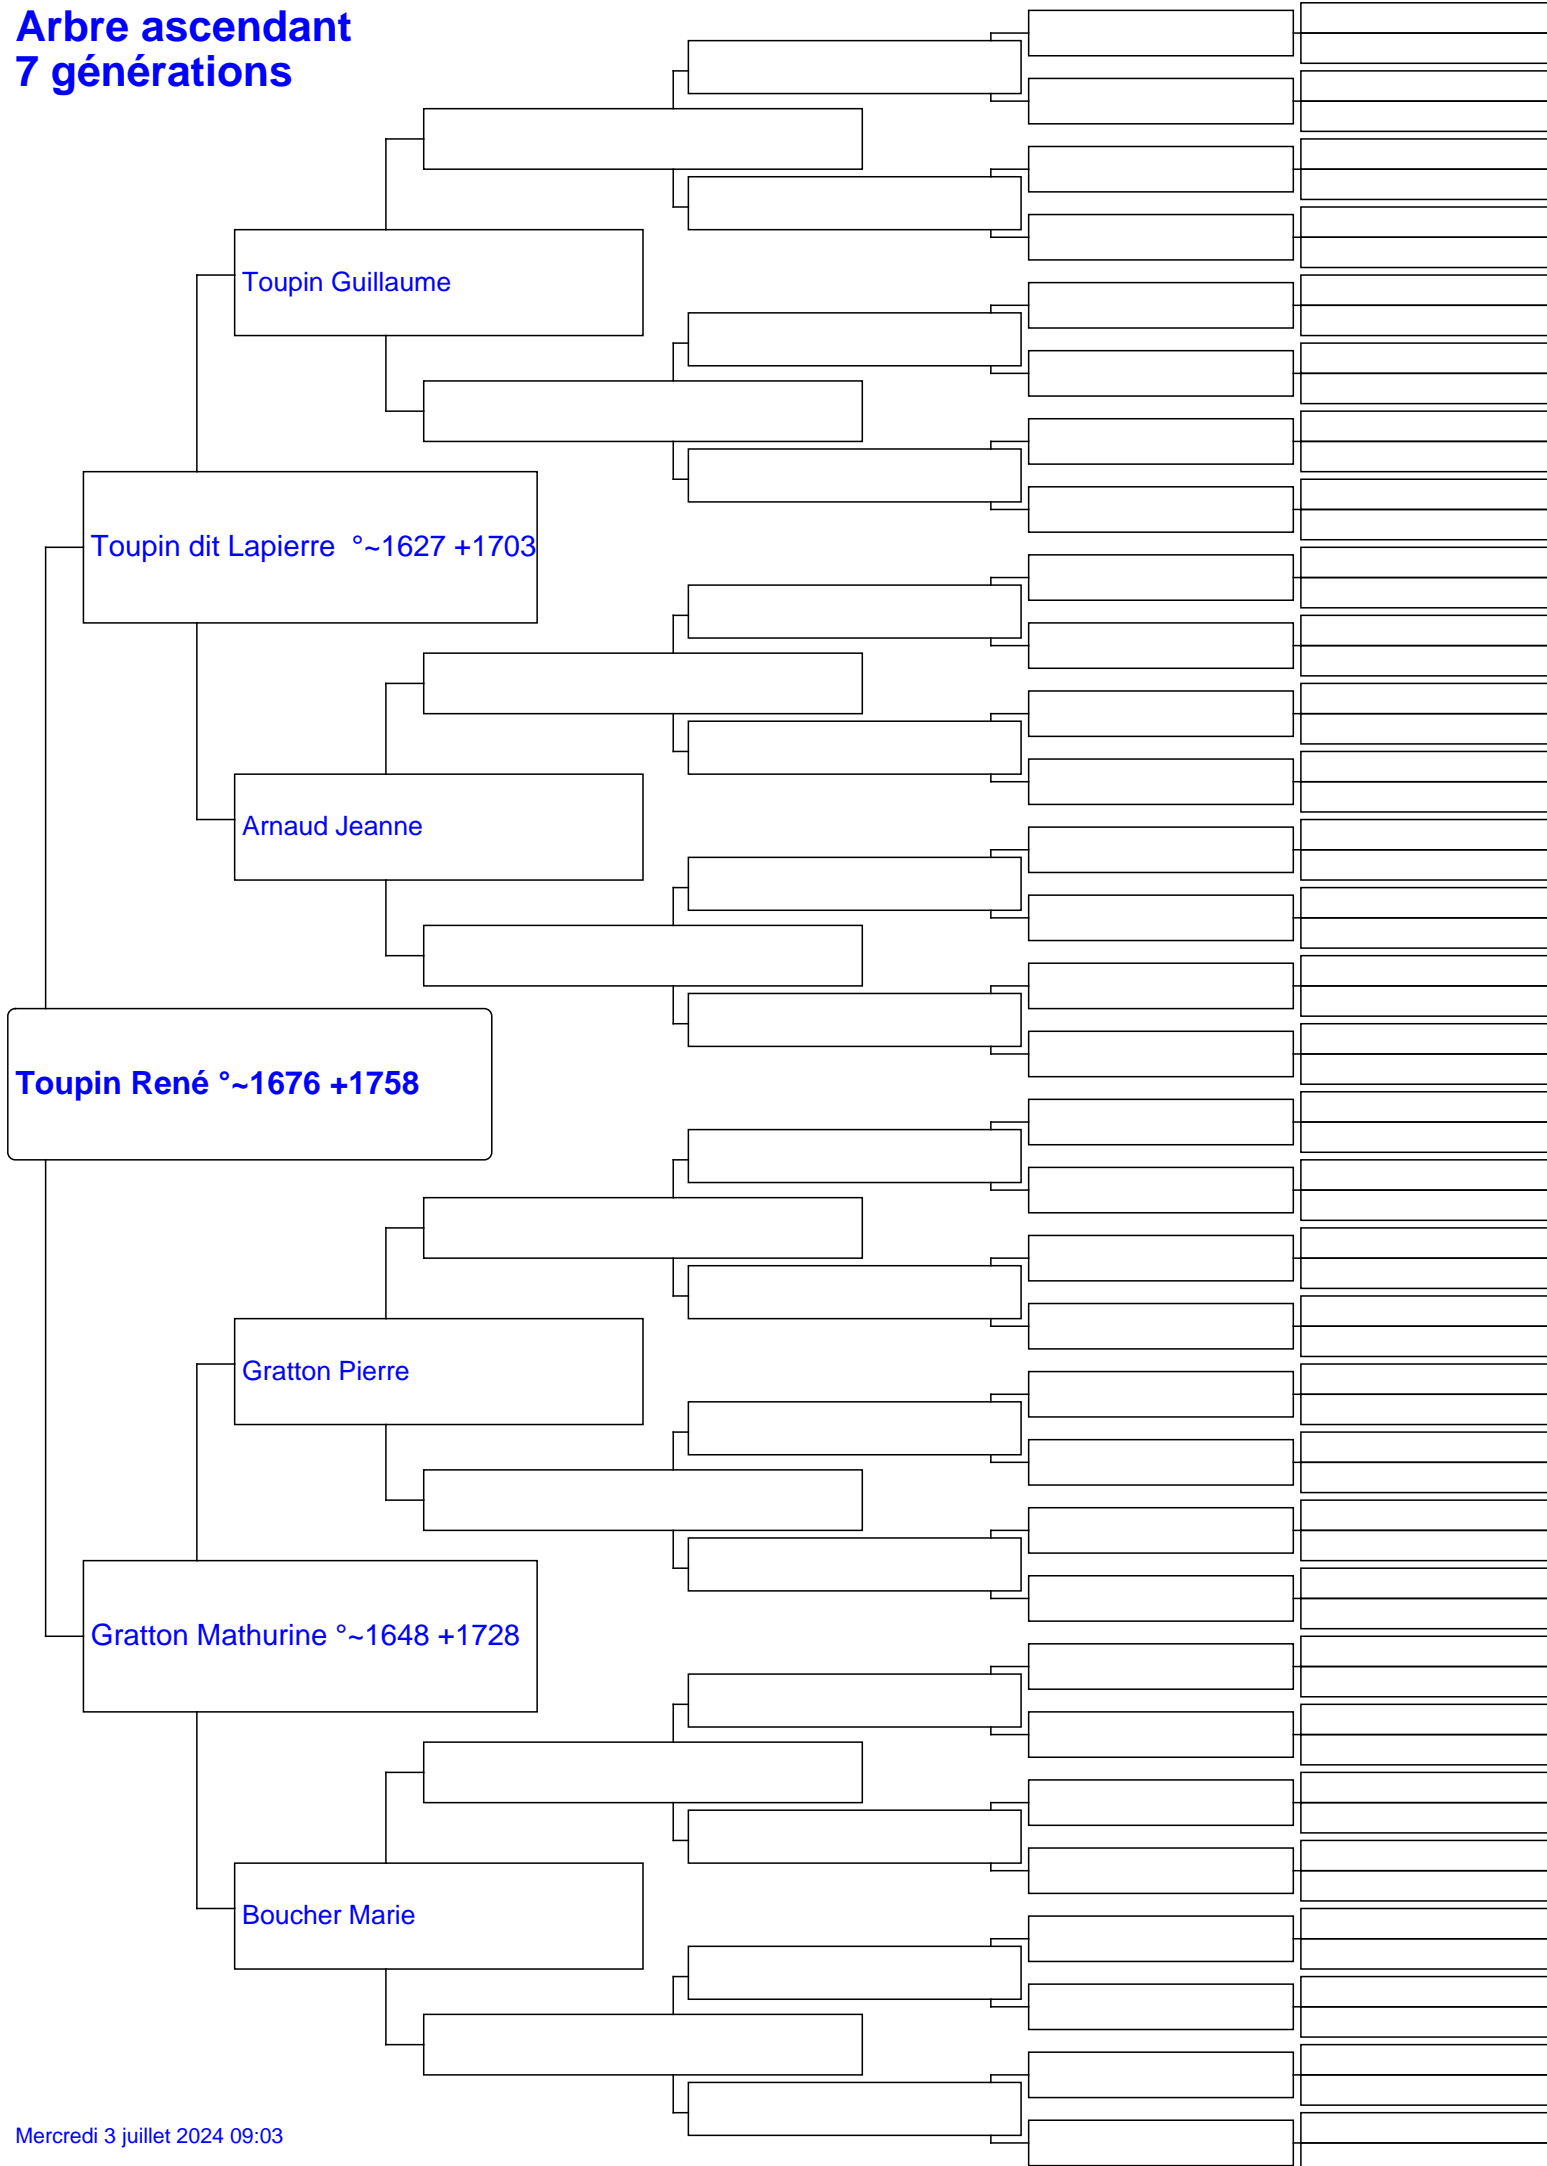 Arbre ascendant
7 générations
Toupin Guillaume
Toupin dit Lapierre  °~1627 +1703
Arnaud Jeanne
Toupin René °~1676 +1758
Gratton Pierre
Gratton Mathurine °~1648 +1728
Boucher Marie
Mercredi 3 juillet 2024 09:03